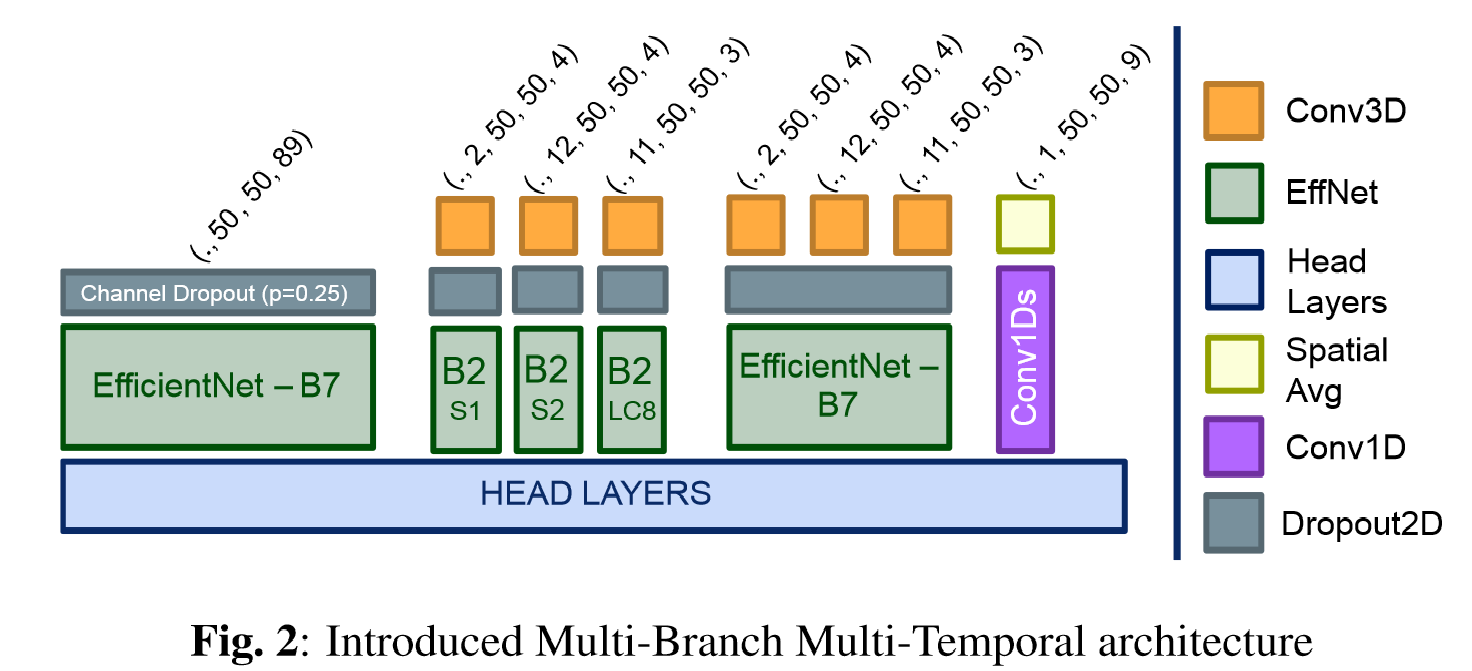 (., 50, 50, 89)
(., 2, 50, 50, 4)
(., 12, 50, 50, 4)
(., 11, 50, 50, 3)
(., 2, 50, 50, 4)
(., 12, 50, 50, 4)
(., 11, 50, 50, 3)
(., 1, 50, 50, 9)
Channel Dropout (p=0.25)
EfficientNet – B7
B2
S1
B2
S2
B2
LC8
EfficientNet –
B7
Conv1Ds
HEAD LAYERS
Conv3D
EffNet
Head
Layers
Spatial
Avg
Conv1D
Dropout2D
Fig. 2: Introduced Multi-Branch Multi-Temporal architecture